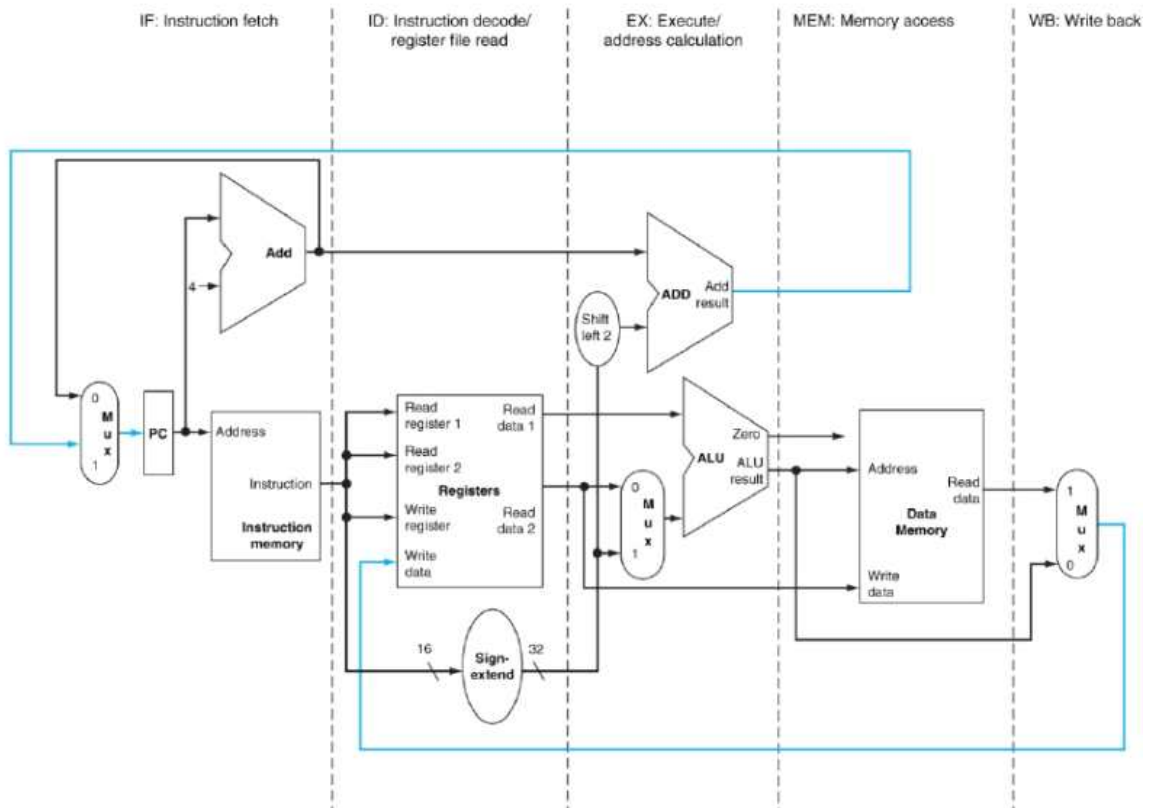 IF: Instruction fetch
ID: Instruction decode/
register file read
EX: Execute/
address calculation
MEM: Memory access
WB: Write back
Add
4
ADD
Add
result
Shift
left 2
0
M
u
x
1
PC
Address
Instruction
Instruction
memory
Read
register 1
Read
register 2
Write
register
Write
data
Registers
Read
data 1
Read
data 2
16
Sign-
extend
32
0
M
u
x
1
Zero
ALU
ALU
result
Address
Read
data
Data
Memory
Write
data
1
M
u
x
0